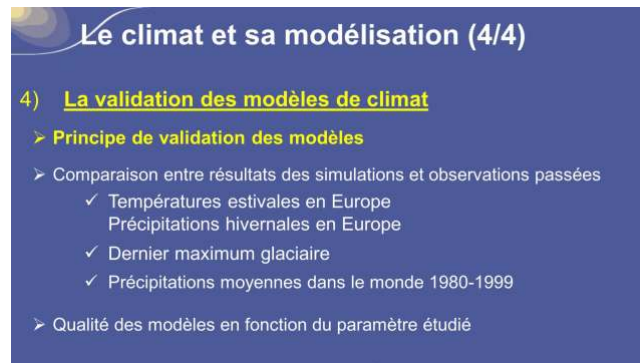 Le climat et sa modélisation (4/4)
4) La validation des modèles de climat
➢ Principe de validation des modèles
➢ Comparaison entre résultats des simulations et observations passées
✓ Températures estivales en Europe
Précipitations hivernales en Europe
✓ Dernier maximum glaciaire
✓ Précipitations moyennes dans le monde 1980-1999
➢ Qualité des modèles en fonction du paramètre étudié